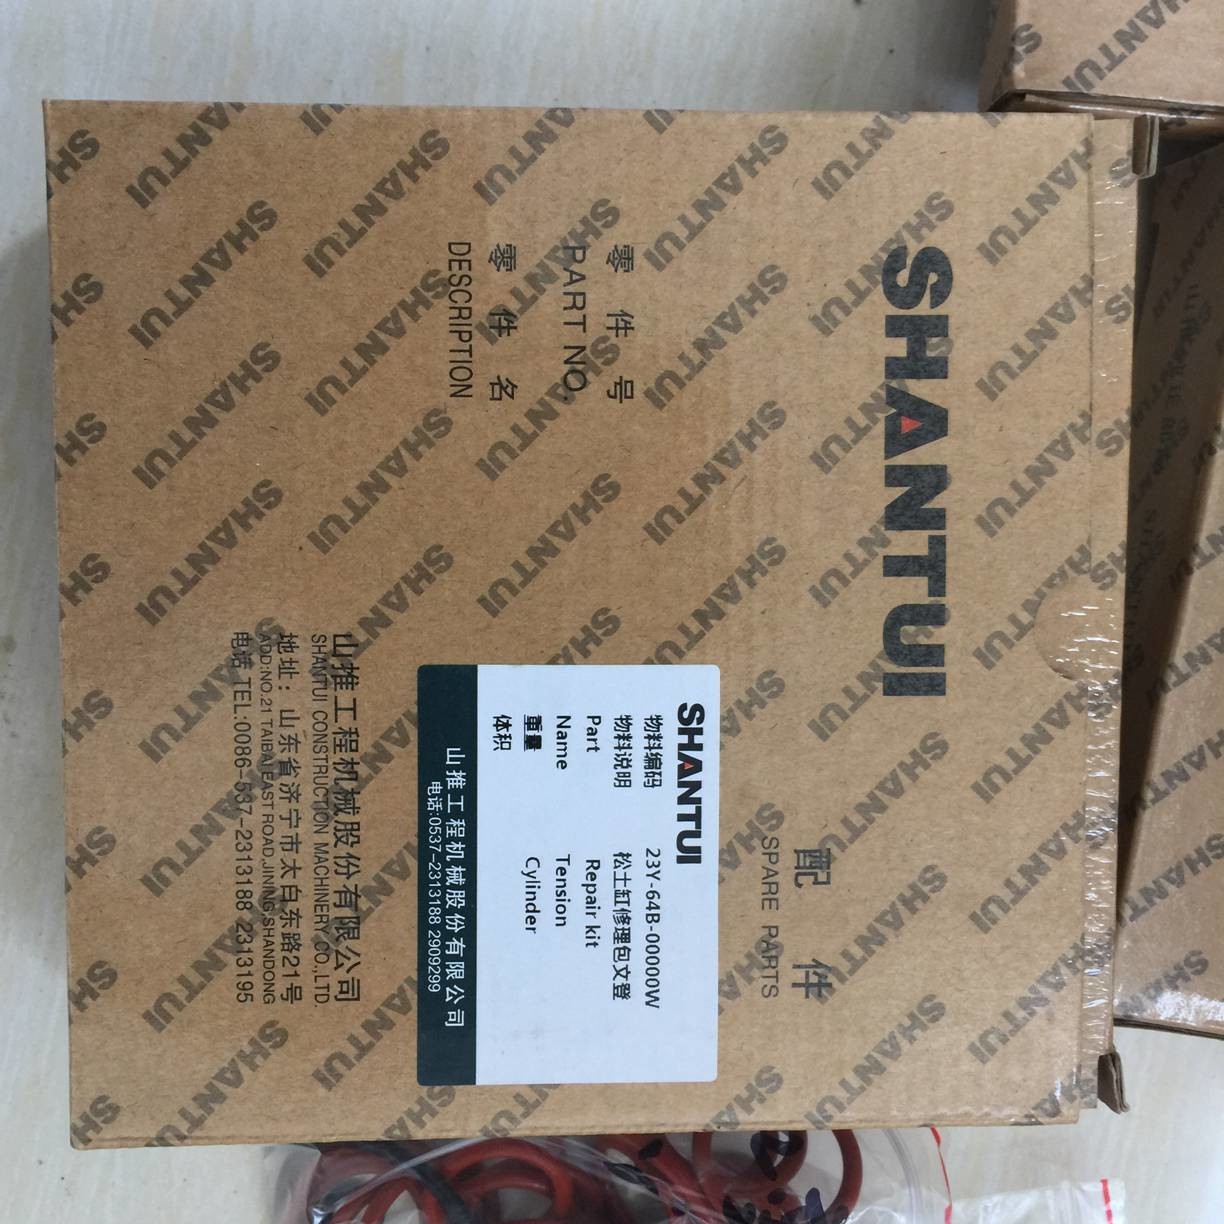 SHANTUI
配 件
SPARE PARTS
零 件 号
PART NO.
零 件 名
DESCRIPTION
SHANTUI
物料编码 23Y-64B-00000W
物料说明 松土缸修理包文登
Part Repair kit
Name Tension
重量 Cylinder
体积
山推工程机械股份有限公司
电话:0537-2313188 2909299
山推工程机械股份有限公司
SHANTUI CONSTRUCTION MACHINERY CO.,LTD.
地址：山东省济宁市太白东路21号
ADD:NO.21 TAIBAI EAST ROAD,JINING,SHANDONG
电话 TEL:0086-537-2313188 2313195